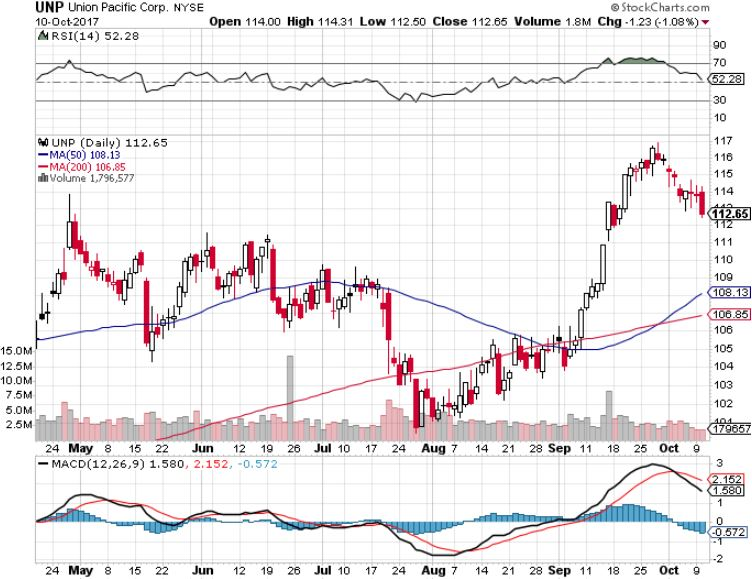 UNP Union Pacific Corp. NYSE © StockCharts.com
10-Oct-2017 Open 114.00 High 114.31 Low 112.50 Close 112.65 Volume 1.8M Chg -1.23 (-1.08%)
RSI(14) 52.28
90
70
52.28
30
10
UNP (Daily) 112.65
MA(50) 108.13
MA(200) 106.85
Volume 1,796,577
117
116
115
114
112.65
112
111
110
109
108.13
106.85
106
105
104
103
102
101
179657
15.0M
12.5M
10.0M
7.5M
5.0M
2.5M
24 May 8 15 22 Jun 12 19 26 Jul 10 17 24 Aug 7 14 21 28 Sep 11 18 25 Oct 9
MACD(12,26,9) 1.580, 2.152, -0.572
3
2.152
1.580
1
0
-0.572
-1
-2
24 May 8 15 22 Jun 12 19 26 Jul 10 17 24 Aug 7 14 21 28 Sep 11 18 25 Oct 9